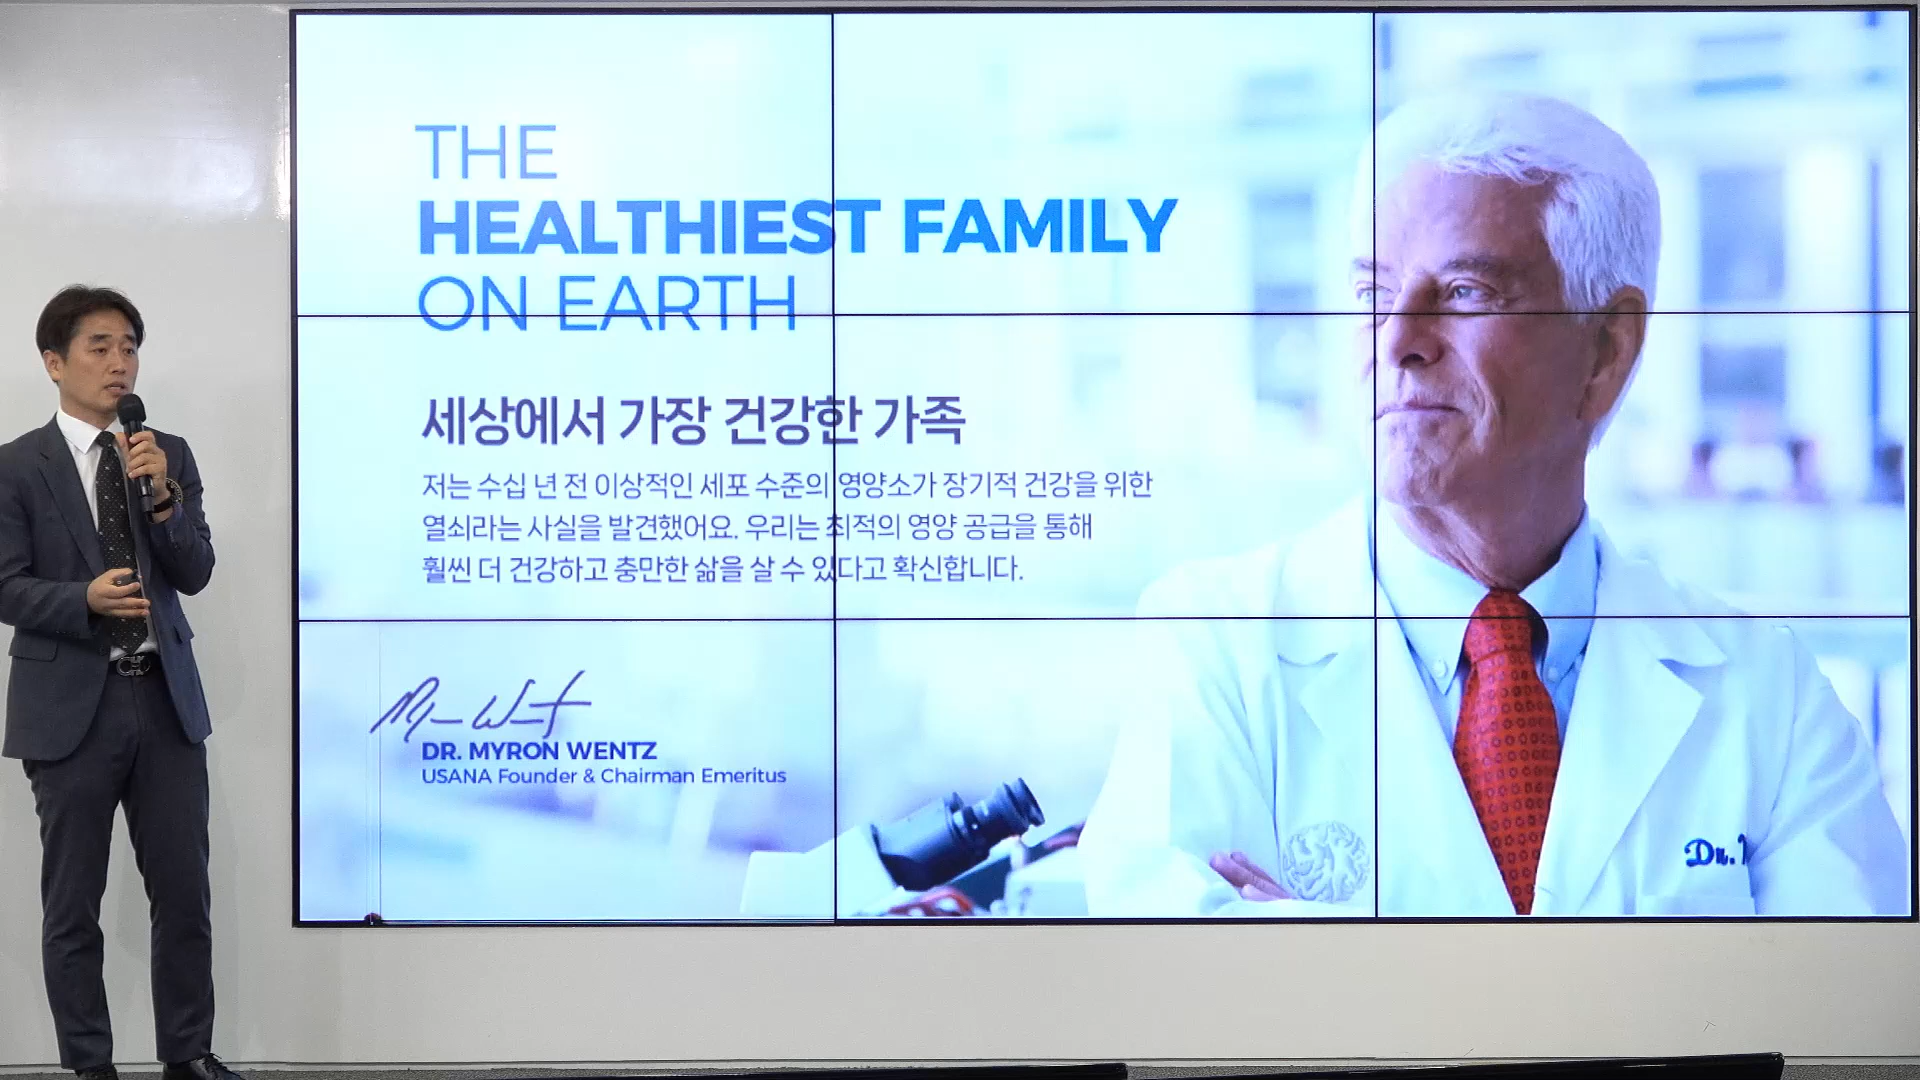 THE
HEALTHIEST FAMILY
ON EARTH
세상에서 가장 건강한 가족
저는 수십 년 전 이상적인 세포 수준의 영양소가 장기적 건강을 위한
열쇠라는 사실을 발견했어요. 우리는 최적의 영양 공급을 통해
훨씬 더 건강하고 충만한 삶을 살 수 있다고 확신합니다.
DR. MYRON WENTZ
USANA Founder & Chairman Emeritus
Dr.